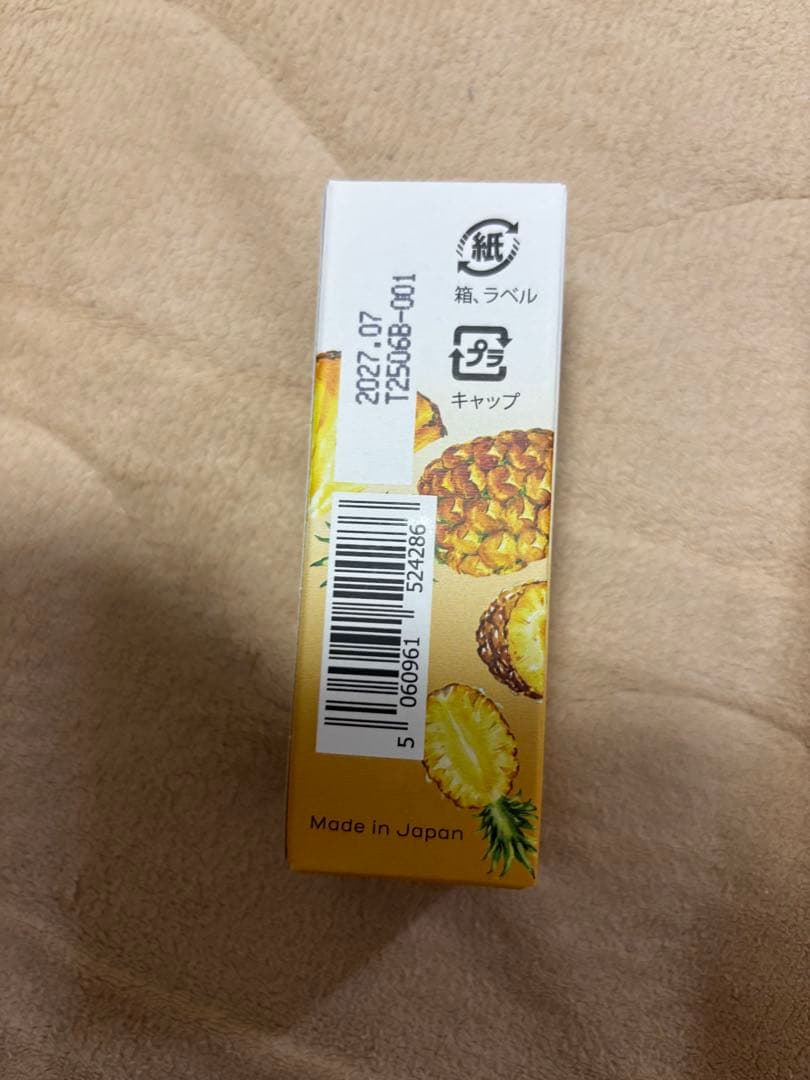 紙
箱、ラベル
プラ
キャップ
2027.07
T2506B-001
5 060961 524286
Made in Japan